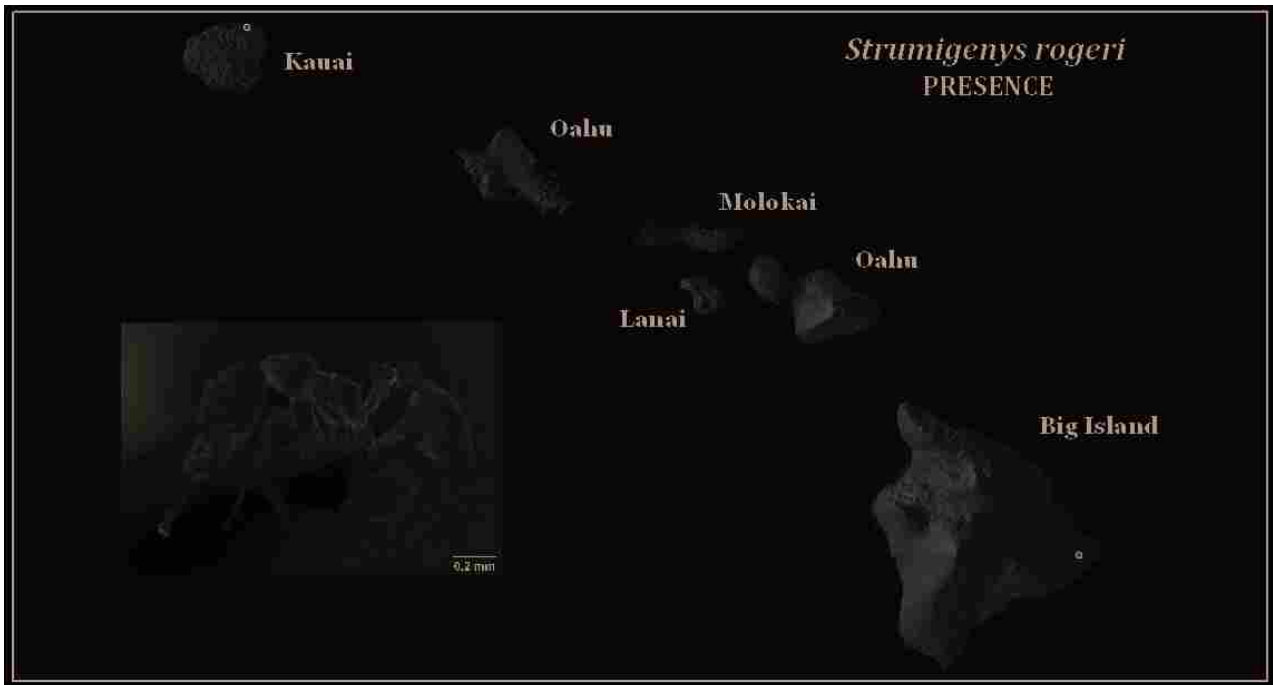 Strumigenys rogeri
PRESENCE
Kauai
Oahu
Molokai
Oahu
Lanai
Big Island
0.2 mm